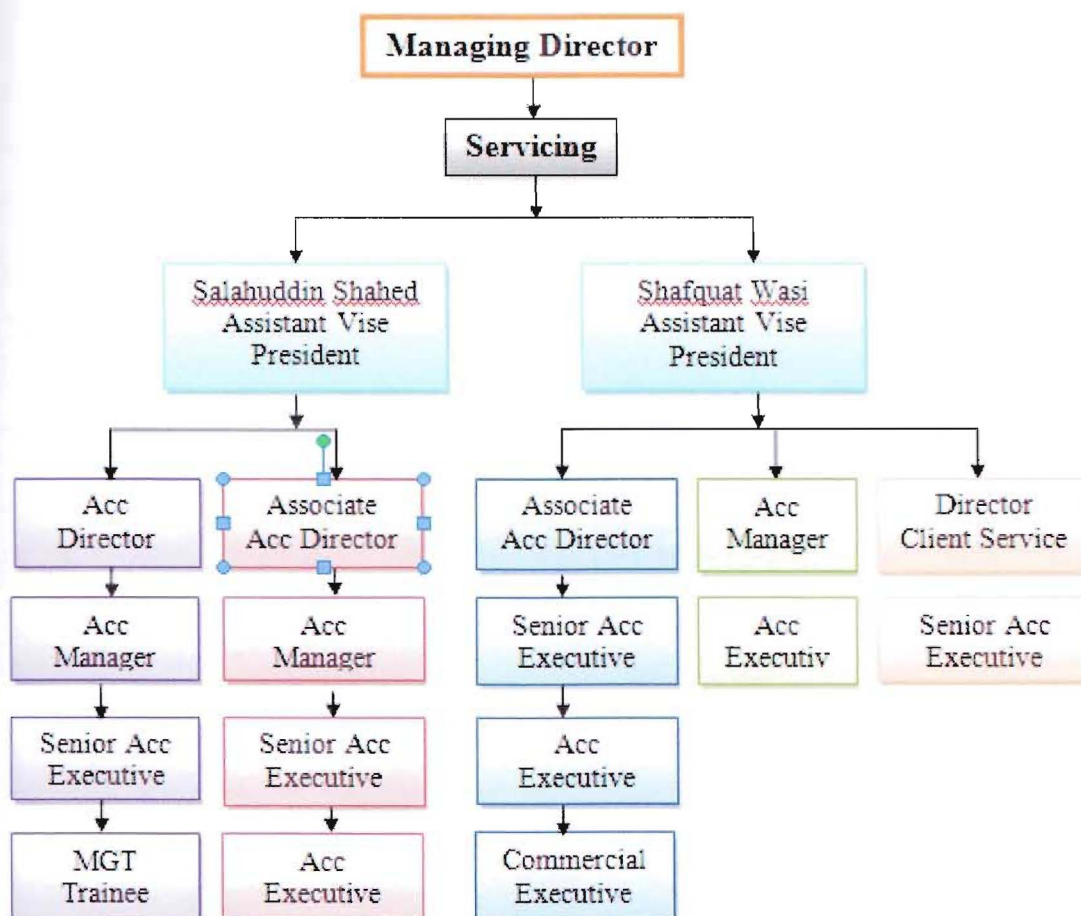 Managing Director
Servicing
Salahuddin Shahed
Assistant Vise
President
Shafquat Wasi
Assistant Vise
President
Acc
Director
Associate
Acc Director
Associate
Acc Director
Acc
Manager
Director
Client Service
Acc
Manager
Acc
Manager
Senior Acc
Executive
Acc
Executiv
Senior Acc
Executive
Senior Acc
Executive
Senior Acc
Executive
Acc
Executive
MGT
Trainee
Acc
Executive
Commercial
Executive